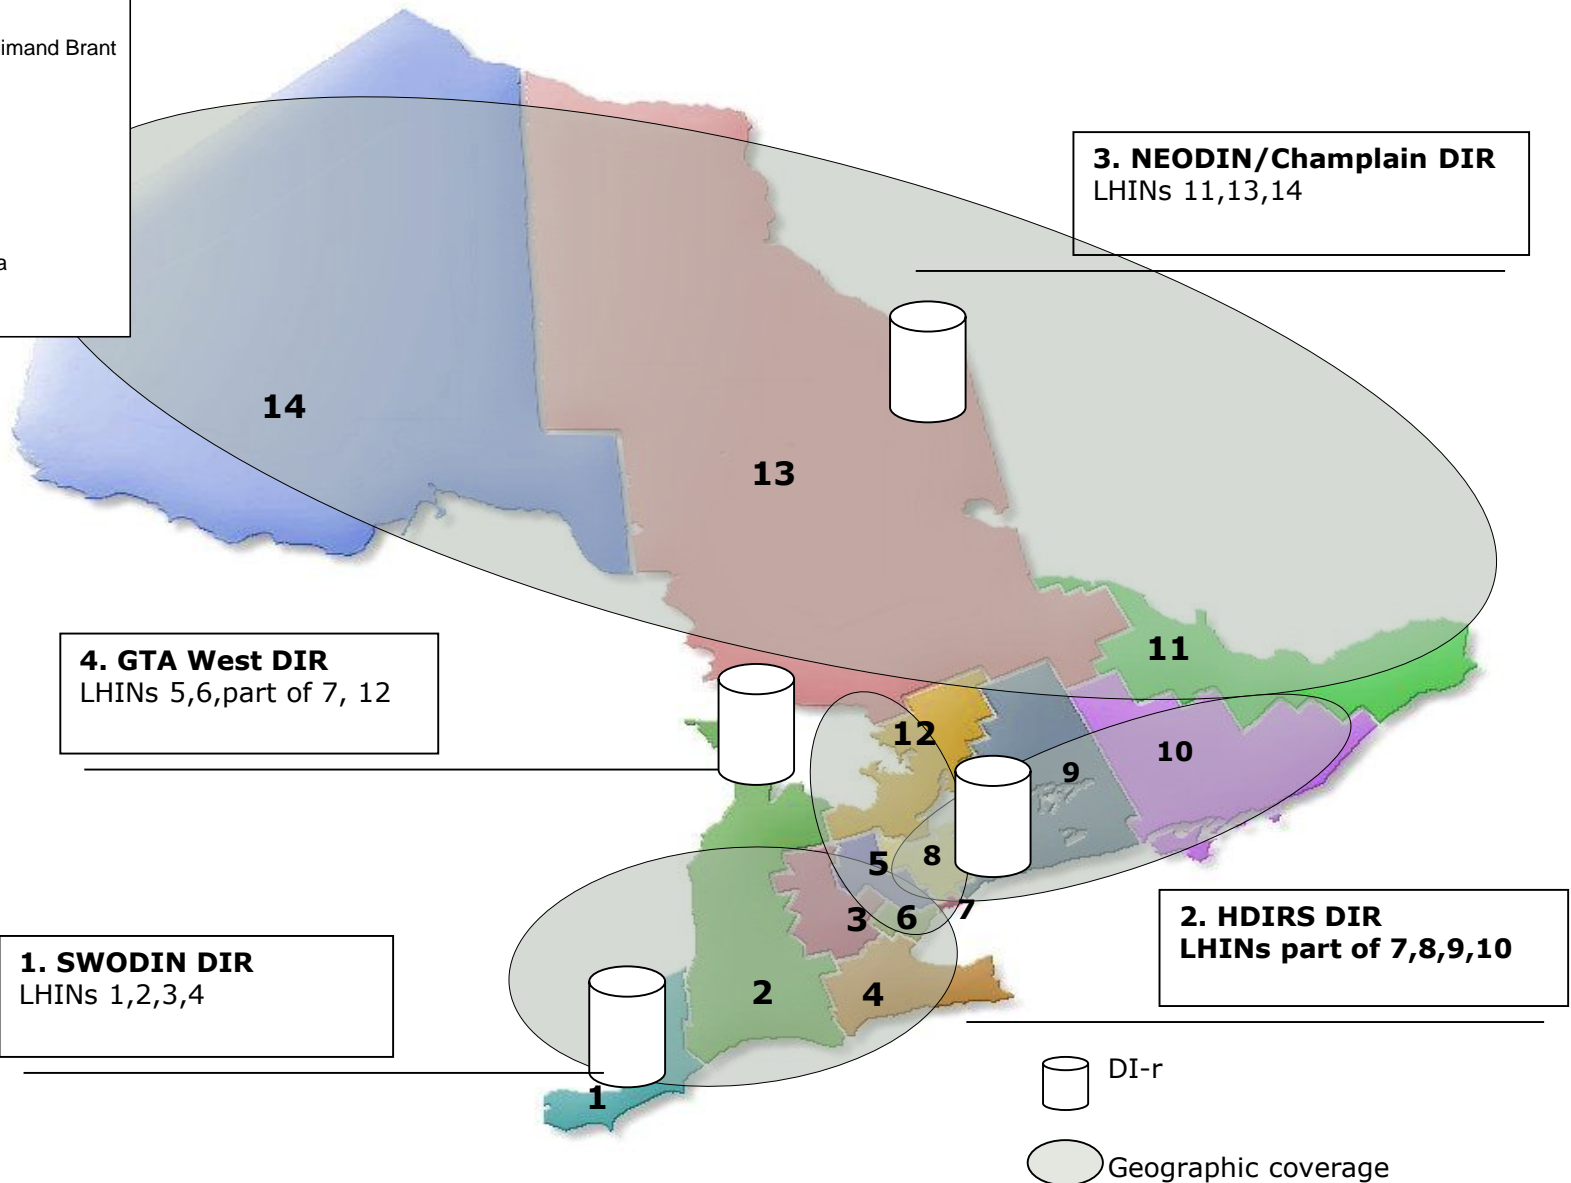 imand Brant
a
3. NEODIN/Champlain DIR
LHINs 11,13,14
14
13
11
4. GTA West DIR
LHINs 5,6,part of 7, 12
12
10
9
8
5
7
6
3
2. HDIRS DIR
LHINs part of 7,8,9,10
1. SWODIN DIR
LHINs 1,2,3,4
2
4
1
DI-r
Geographic coverage